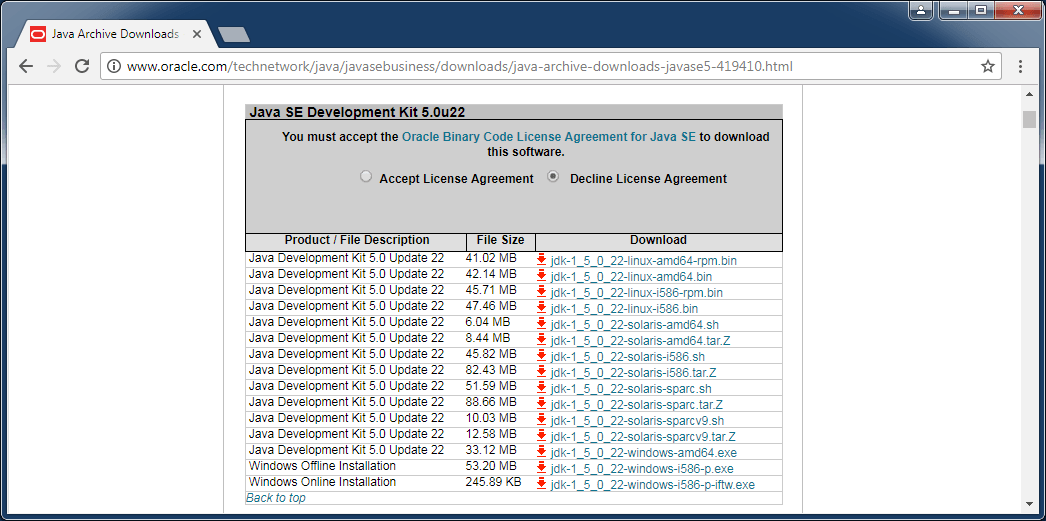 Java Archive Downloads
www.oracle.com/technetwork/java/javasebusiness/downloads/java-archive-downloads-javase5-419410.html
Java SE Development Kit 5.0u22
You must accept the Oracle Binary Code License Agreement for Java SE to download
this software.
Accept License Agreement Decline License Agreement
Product / File Description File Size Download
Java Development Kit 5.0 Update 22 41.02 MB jdk-1_5_0_22-linux-amd64-rpm.bin
Java Development Kit 5.0 Update 22 42.14 MB jdk-1_5_0_22-linux-amd64.bin
Java Development Kit 5.0 Update 22 45.71 MB jdk-1_5_0_22-linux-i586-rpm.bin
Java Development Kit 5.0 Update 22 47.46 MB jdk-1_5_0_22-linux-i586.bin
Java Development Kit 5.0 Update 22 6.04 MB jdk-1_5_0_22-solaris-amd64.sh
Java Development Kit 5.0 Update 22 8.44 MB jdk-1_5_0_22-solaris-amd64.tar.Z
Java Development Kit 5.0 Update 22 45.82 MB jdk-1_5_0_22-solaris-i586.sh
Java Development Kit 5.0 Update 22 82.43 MB jdk-1_5_0_22-solaris-i586.tar.Z
Java Development Kit 5.0 Update 22 51.59 MB jdk-1_5_0_22-solaris-sparc.sh
Java Development Kit 5.0 Update 22 88.66 MB jdk-1_5_0_22-solaris-sparc.tar.Z
Java Development Kit 5.0 Update 22 10.03 MB jdk-1_5_0_22-solaris-sparcv9.sh
Java Development Kit 5.0 Update 22 12.58 MB jdk-1_5_0_22-solaris-sparcv9.tar.Z
Java Development Kit 5.0 Update 22 33.12 MB jdk-1_5_0_22-windows-amd64.exe
Windows Offline Installation 53.20 MB jdk-1_5_0_22-windows-i586-p.exe
Windows Online Installation 245.89 KB jdk-1_5_0_22-windows-i586-p-iftw.exe
Back to top